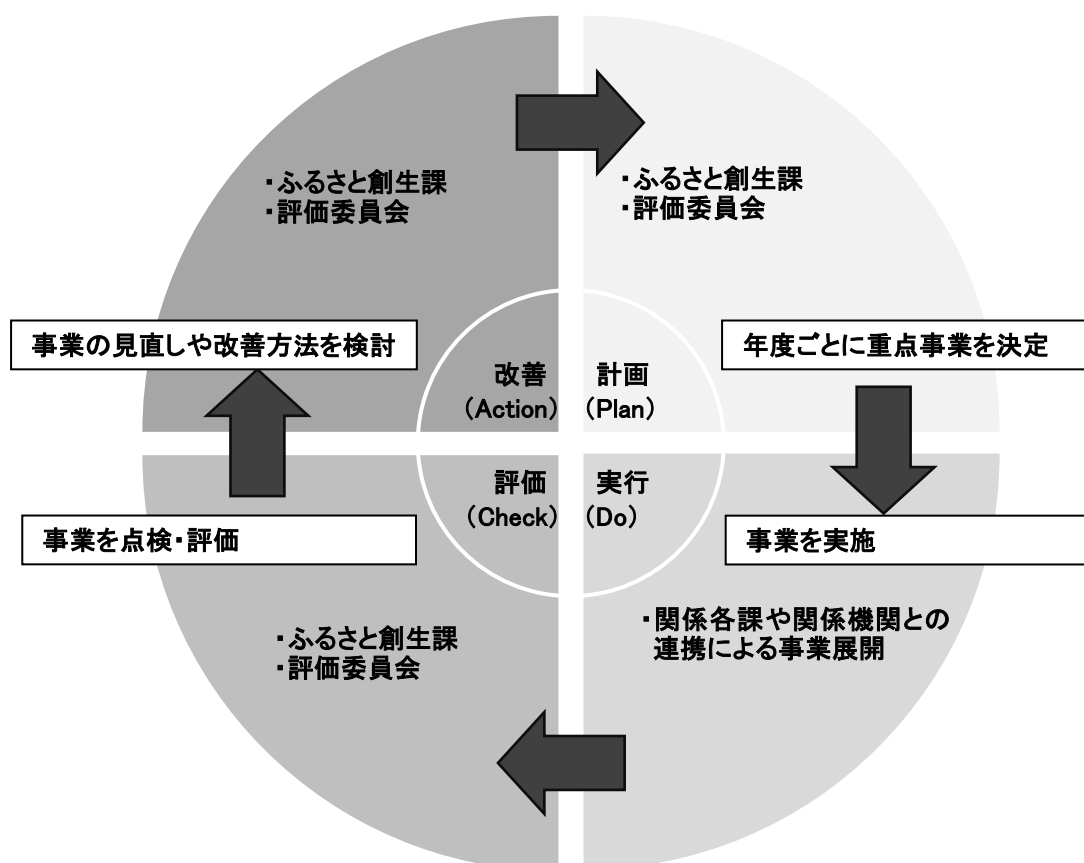 ・ふるさと創生課
・評価委員会
・ふるさと創生課
・評価委員会
事業の見直しや改善方法を検討
年度ごとに重点事業を決定
改善
（Action）
計画
（Plan）
評価
（Check）
実行
（Do）
事業を点検・評価
事業を実施
・ふるさと創生課
・評価委員会
・関係各課や関係機関との
連携による事業展開